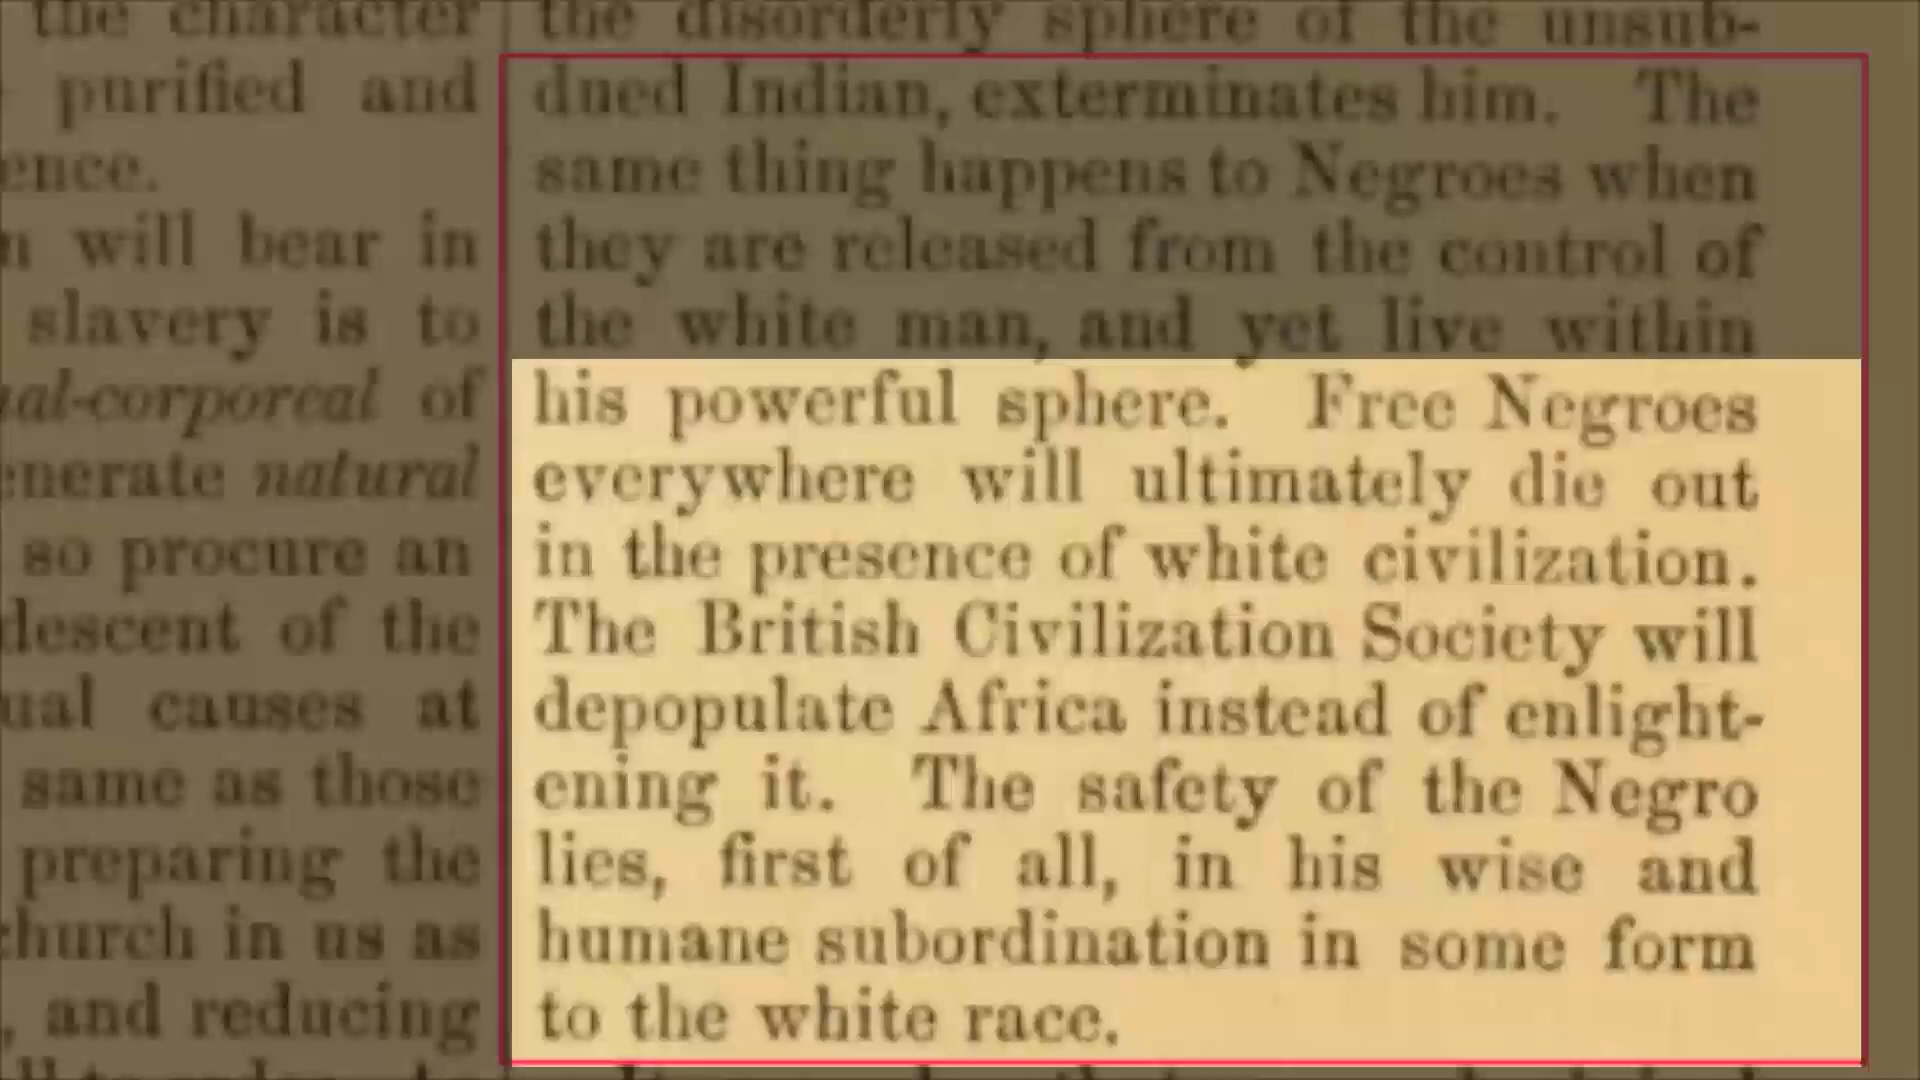 the character
purified and
ence.
n will bear in
slavery is to
ual-corporeal of
enerate natural
so procure an
descent of the
ual causes at
same as those
preparing the
church in us as
, and reducing
the disorderly sphere of the unsub-
dued Indian, exterminates him. The
same thing happens to Negroes when
they are released from the control of
the white man, and yet live within
his powerful sphere. Free Negroes
everywhere will ultimately die out
in the presence of white civilization.
The British Civilization Society will
depopulate Africa instead of enlight-
ening it. The safety of the Negro
lies, first of all, in his wise and
humane subordination in some form
to the white race.